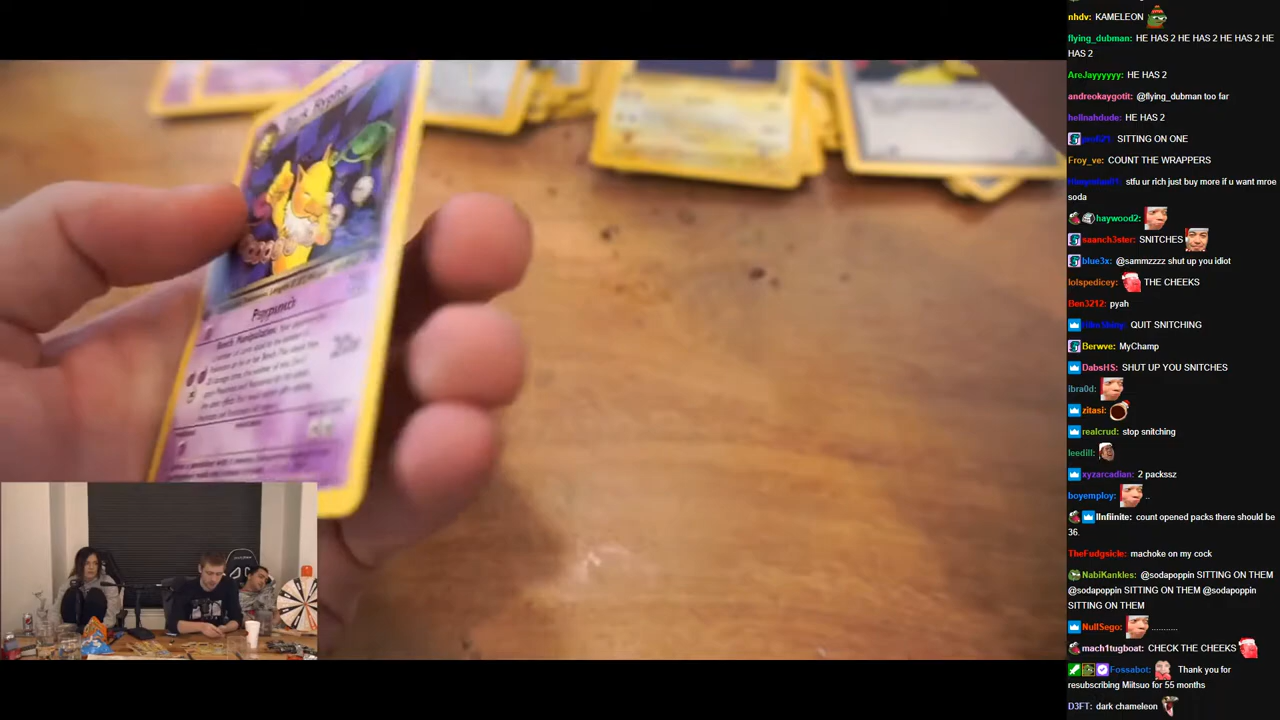 Psypunch
Bench Manipulation
20x
nhdv: KAMELEON
flying_dubman: HE HAS 2 HE HAS 2 HE HAS 2 HE
HAS 2
AreJayyyyyy: HE HAS 2
andreokaygotit: @flying_dubman too far
hellnahdude: HE HAS 2
SITTING ON ONE
Froy_ve: COUNT THE WRAPPERS
stfu ur rich just buy more if u want mroe
soda
haywood2:
saanch3ster: SNITCHES
blue3x: @sammzzzz shut up you idiot
lolspedicey: THE CHEEKS
Ben3212: pyah
QUIT SNITCHING
Berwve: MyChamp
DabsHS: SHUT UP YOU SNITCHES
ibra0d:
zitasi:
realcrud: stop snitching
leedill:
xyzarcadian: 2 packssz
boyemploy: ..
IInfiinite: count opened packs there should be
36.
TheFudgsicle: machoke on my cock
NabiKankles: @sodapoppin SITTING ON THEM
@sodapoppin SITTING ON THEM @sodapoppin
SITTING ON THEM
NullSego: ...........
mach1tugboat: CHECK THE CHEEKS
Fossabot: Thank you for
resubscribing Miitsuo for 55 months
D3FT: dark chameleon